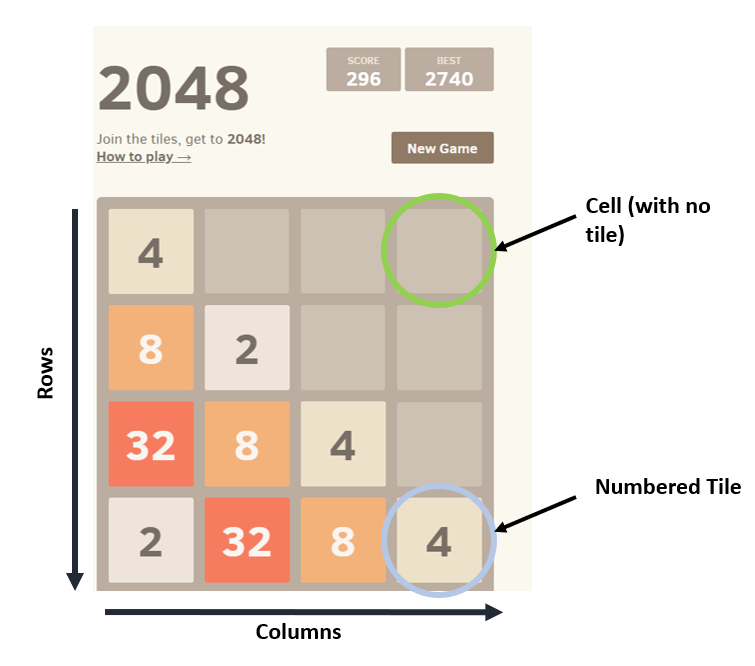 2048
SCORE
296
BEST
2740
Join the tiles, get to 2048!
How to play →
New Game
Cell (with no
tile)
4
8 2
32 8 4
2 32 8 4
Rows
Numbered Tile
Columns